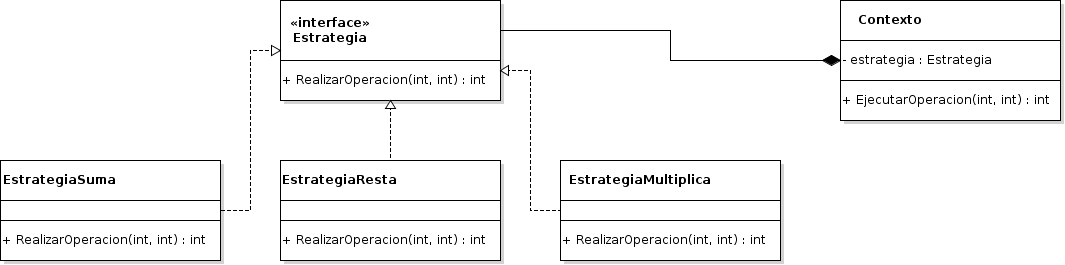 «interface»
Estrategia
+ RealizarOperacion(int, int) : int
Contexto
- estrategia : Estrategia
+ EjecutarOperacion(int, int) : int
EstrategiaSuma
+ RealizarOperacion(int, int) : int
EstrategiaResta
+ RealizarOperacion(int, int) : int
EstrategiaMultiplica
+ RealizarOperacion(int, int) : int